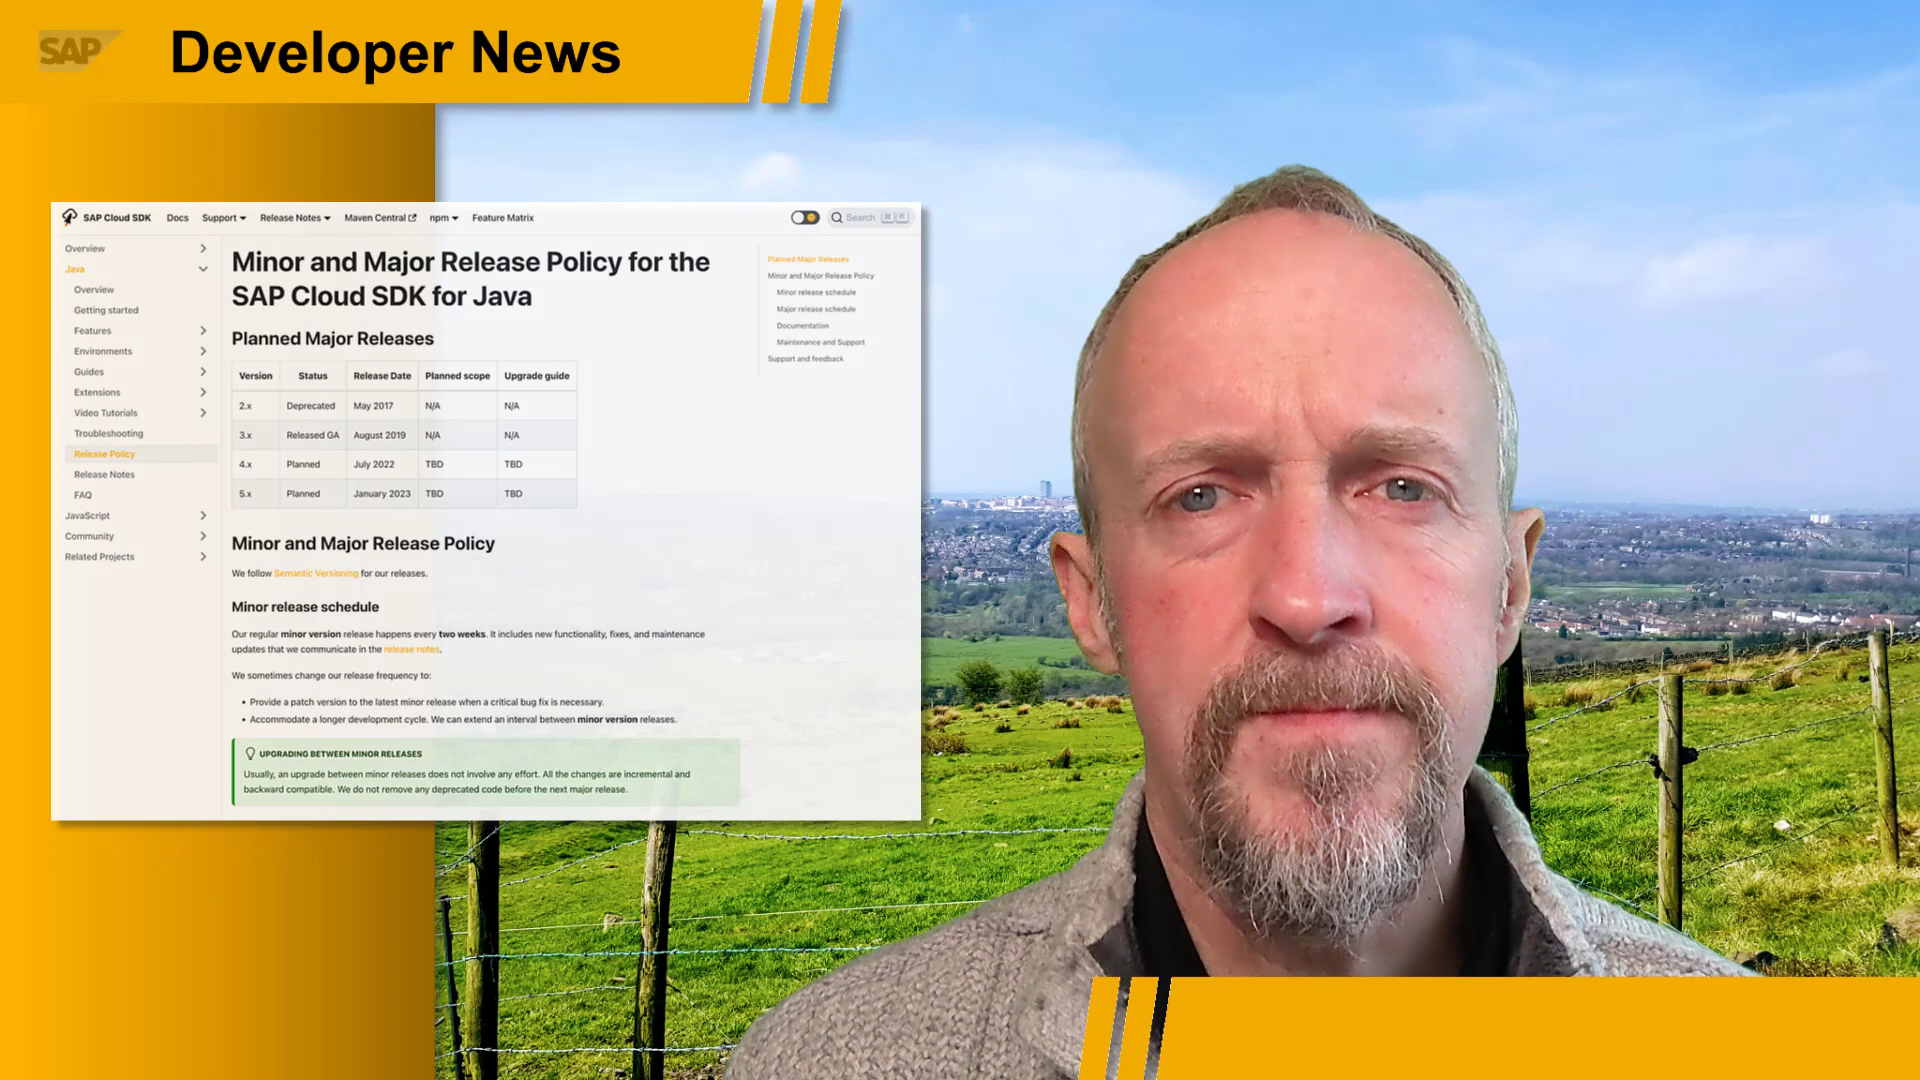 SAP
Developer News
SAP Cloud SDK Docs Support Release Notes Maven Central npm Feature Matrix Search ⌘ K
Overview
Java
Overview
Getting started
Features
Environments
Guides
Extensions
Video Tutorials
Troubleshooting
Release Policy
Release Notes
FAQ
JavaScript
Community
Related Projects
Minor and Major Release Policy for the
SAP Cloud SDK for Java
Planned Major Releases
Version Status Release Date Planned scope Upgrade guide
2.x Deprecated May 2017 N/A N/A
3.x Released GA August 2019 N/A N/A
4.x Planned July 2022 TBD TBD
5.x Planned January 2023 TBD TBD
Minor and Major Release Policy
We follow Semantic Versioning for our releases.
Minor release schedule
Our regular minor version release happens every two weeks. It includes new functionality, fixes, and maintenance
updates that we communicate in the release notes.
We sometimes change our release frequency to:
• Provide a patch version to the latest minor release when a critical bug fix is necessary.
• Accommodate a longer development cycle. We can extend an interval between minor version releases.
UPGRADING BETWEEN MINOR RELEASES
Usually, an upgrade between minor releases does not involve any effort. All the changes are incremental and
backward compatible. We do not remove any deprecated code before the next major release.
Planned Major Releases
Minor and Major Release Policy
Minor release schedule
Major release schedule
Documentation
Maintenance and Support
Support and feedback